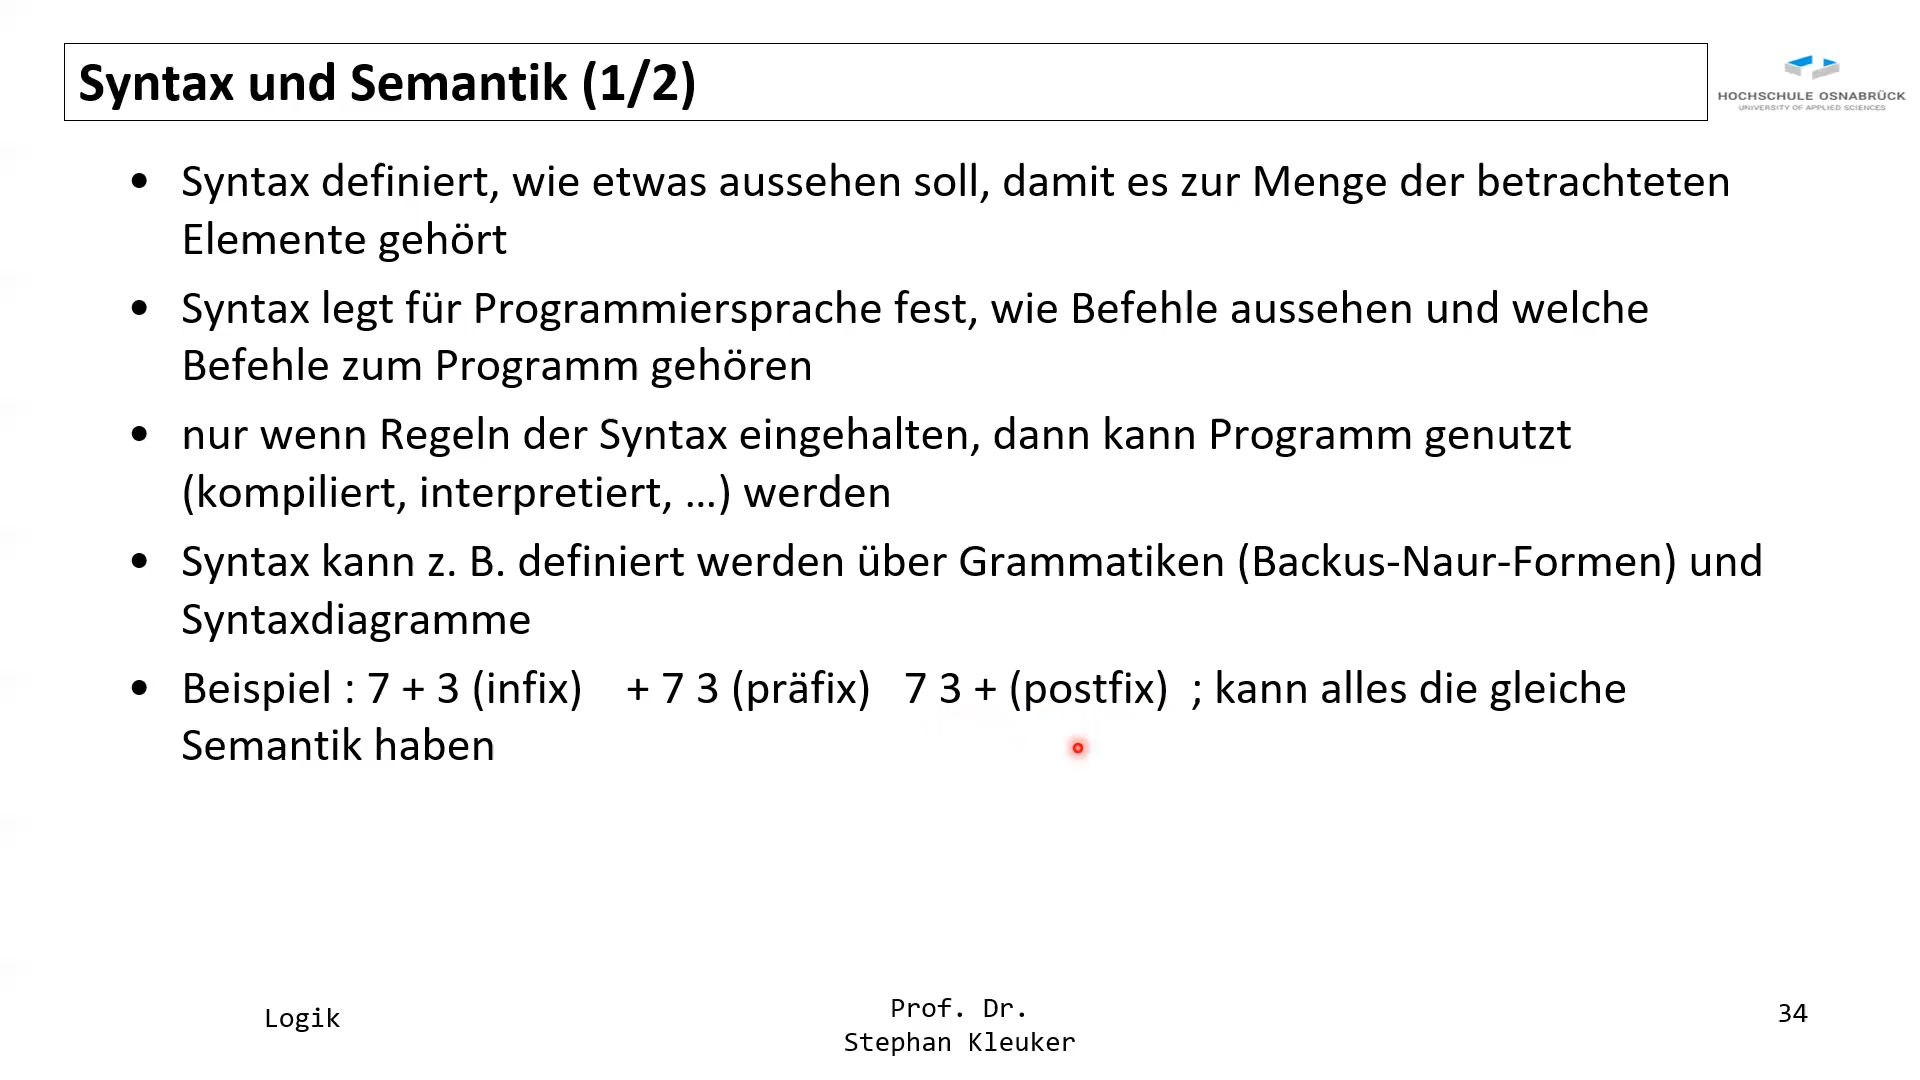 Syntax und Semantik (1/2)
HOCHSCHULE OSNABRÜCK
UNIVERSITY OF APPLIED SCIENCES
• Syntax definiert, wie etwas aussehen soll, damit es zur Menge der betrachteten
Elemente gehört
• Syntax legt für Programmiersprache fest, wie Befehle aussehen und welche
Befehle zum Programm gehören
• nur wenn Regeln der Syntax eingehalten, dann kann Programm genutzt
(kompiliert, interpretiert, …) werden
• Syntax kann z. B. definiert werden über Grammatiken (Backus-Naur-Formen) und
Syntaxdiagramme
• Beispiel : 7 + 3 (infix)    + 7 3 (präfix)   7 3 + (postfix)  ; kann alles die gleiche
Semantik haben
Logik
Prof. Dr.
Stephan Kleuker
34